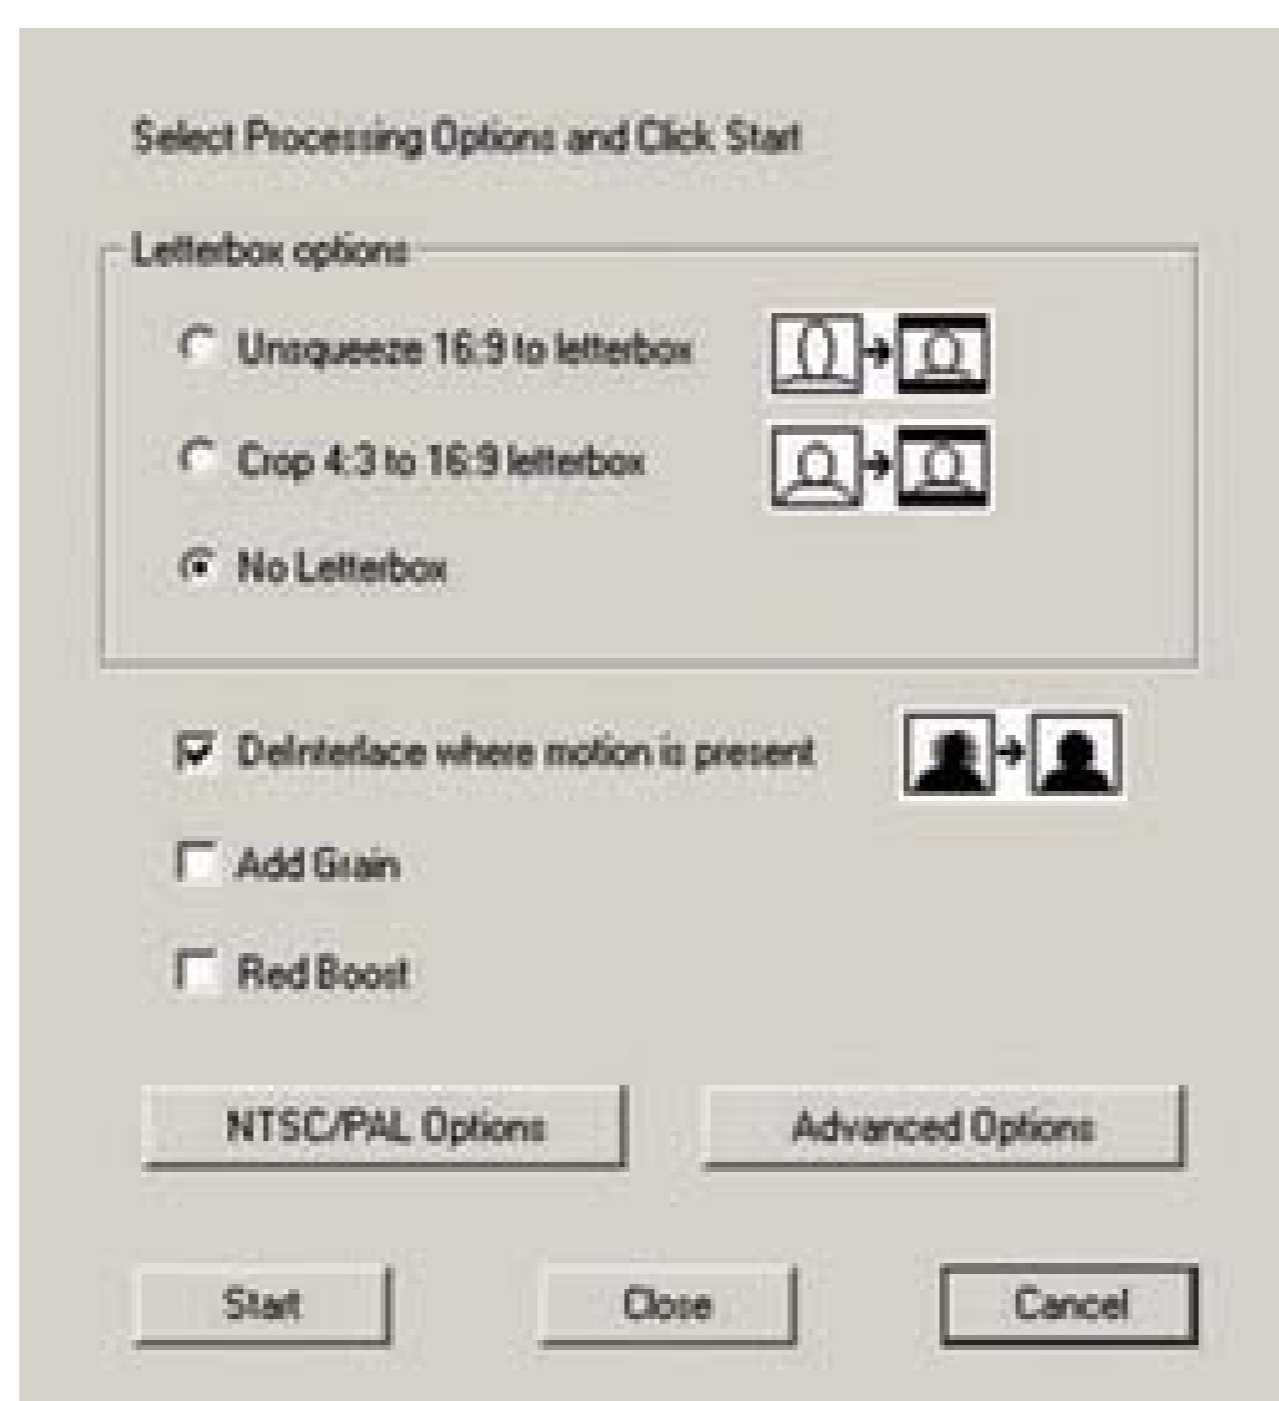 Select Processing Options and Click Start
Letterbox options
Unsqueeze 16:9 to letterbox
Crop 4:3 to 16:9 letterbox
No Letterbox
DeInterlace where motion is present
Add Grain
Red Boost
NTSC/PAL Options Advanced Options
Start Close Cancel